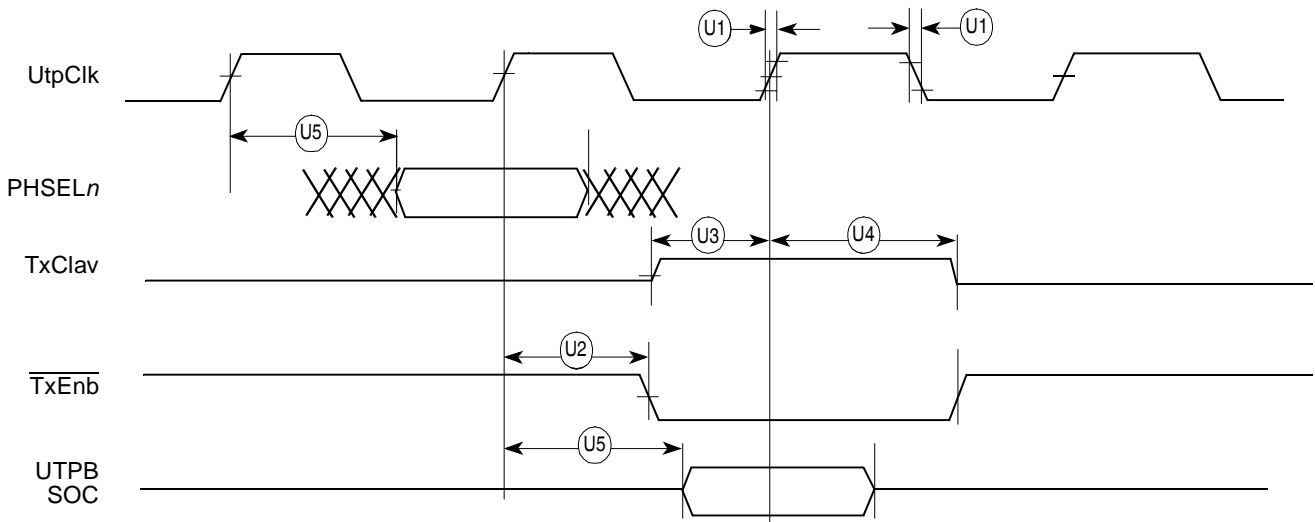 U1
U1
UtpClk
U5
PHSELn
U3
U4
TxClav
U2
TxEnb
U5
UTPB
SOC